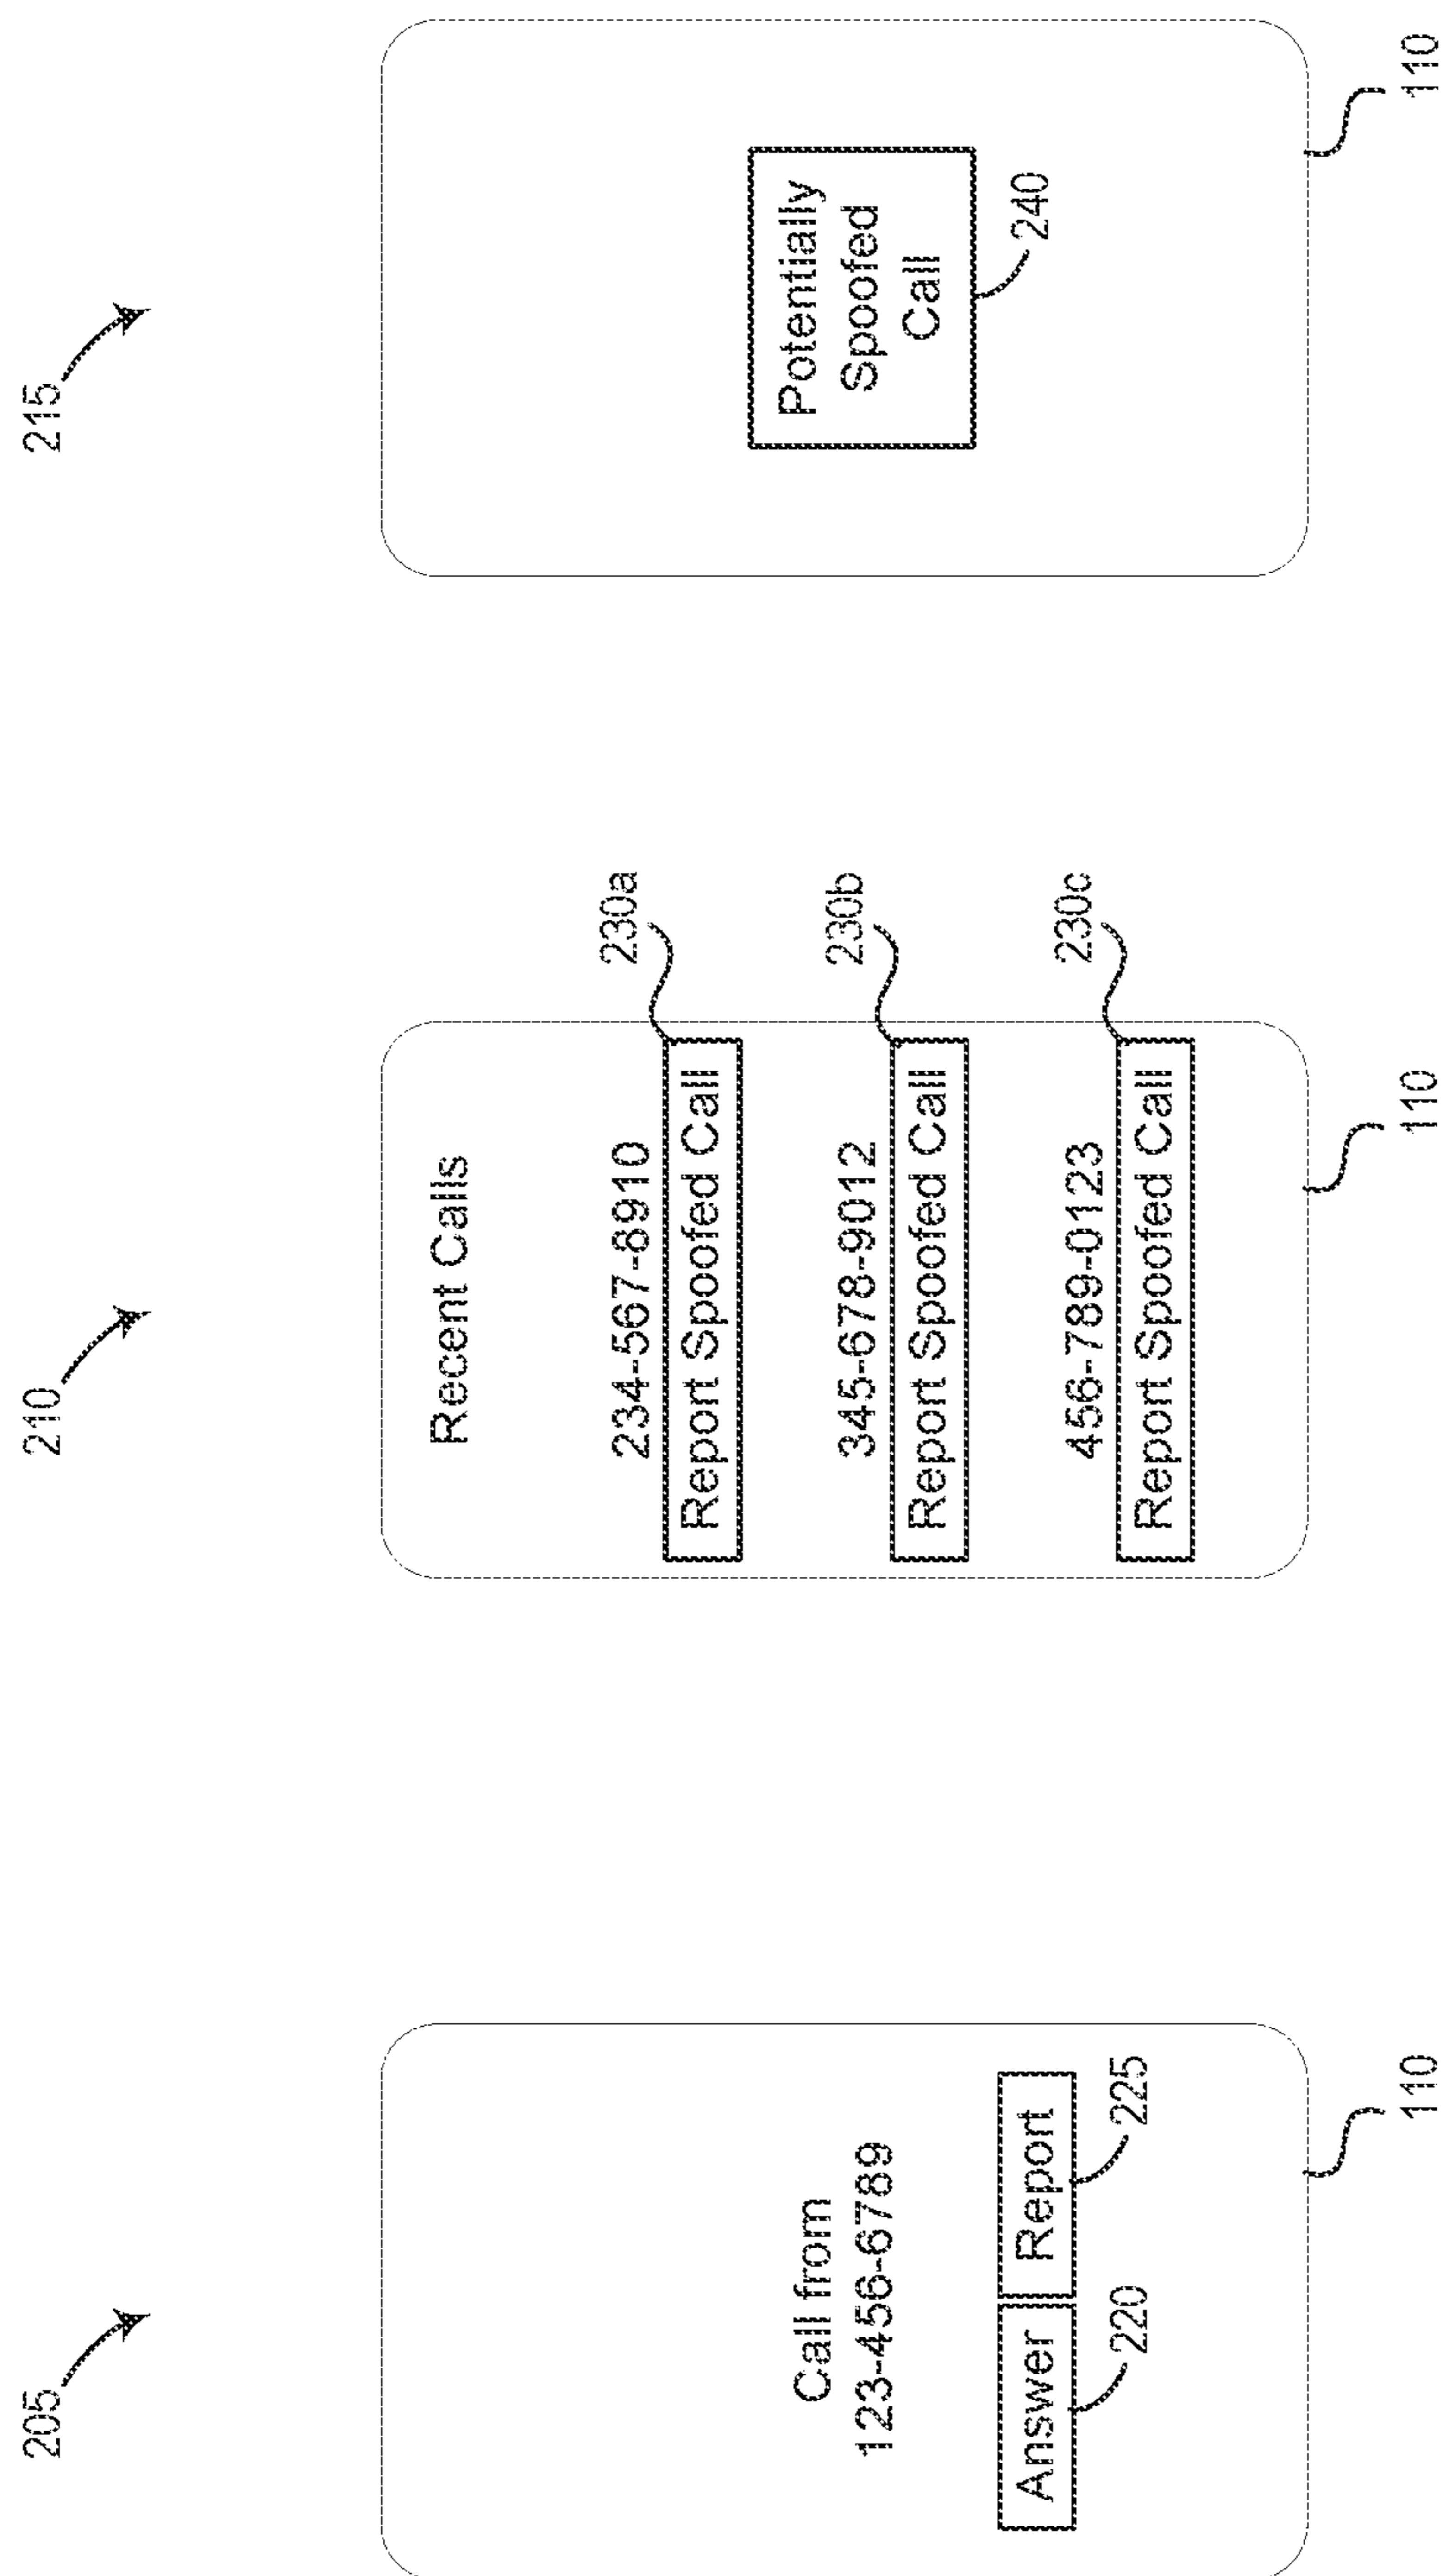 205
Call from
123-456-6789
Answer
Report
220
225
110
210
Recent Calls
234-567-8910
Report Spoofed Call
230a
345-678-9012
Report Spoofed Call
230b
456-789-0123
Report Spoofed Call
230c
110
215
Potentially
Spoofed
Call
240
110